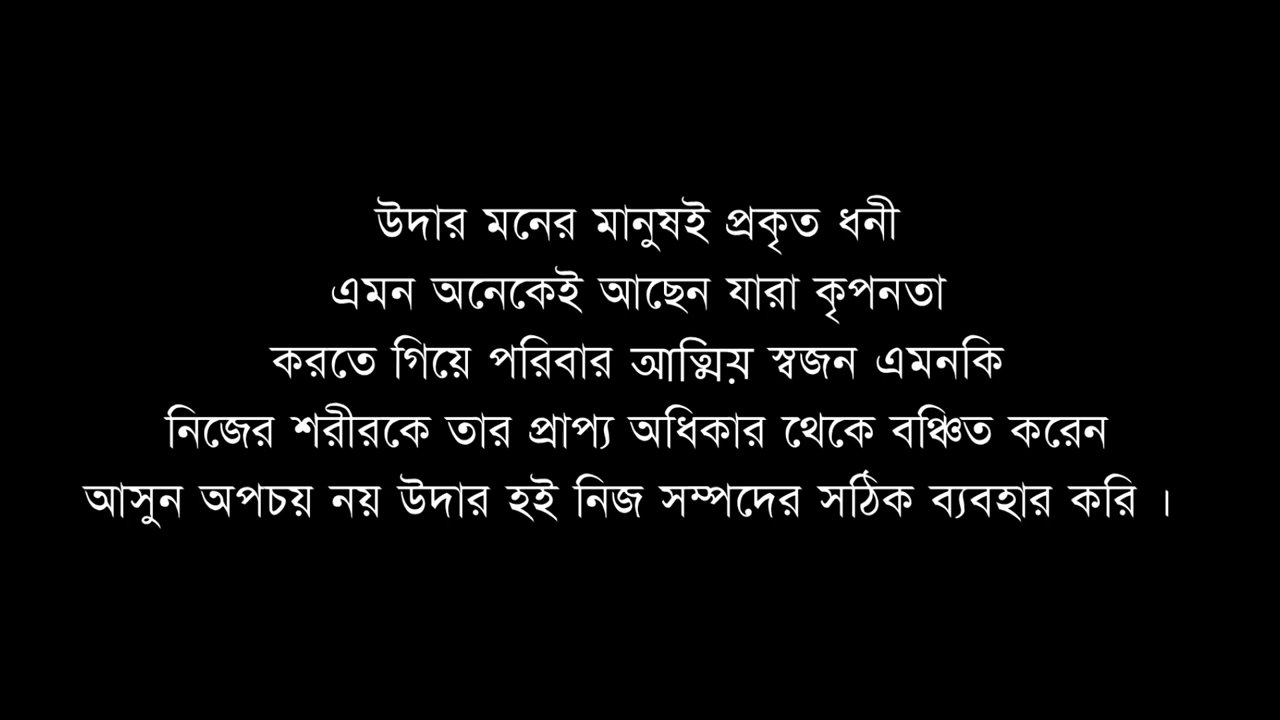 উদার মনের মানুষই প্রকৃত ধনী
এমন অনেকেই আছেন যারা কৃপনতা
করতে গিয়ে পরিবার আত্মিয় স্বজন এমনকি
নিজের শরীরকে তার প্রাপ্য অধিকার থেকে বঞ্চিত করেন
আসুন অপচয় নয় উদার হই নিজ সম্পদের সঠিক ব্যবহার করি ।